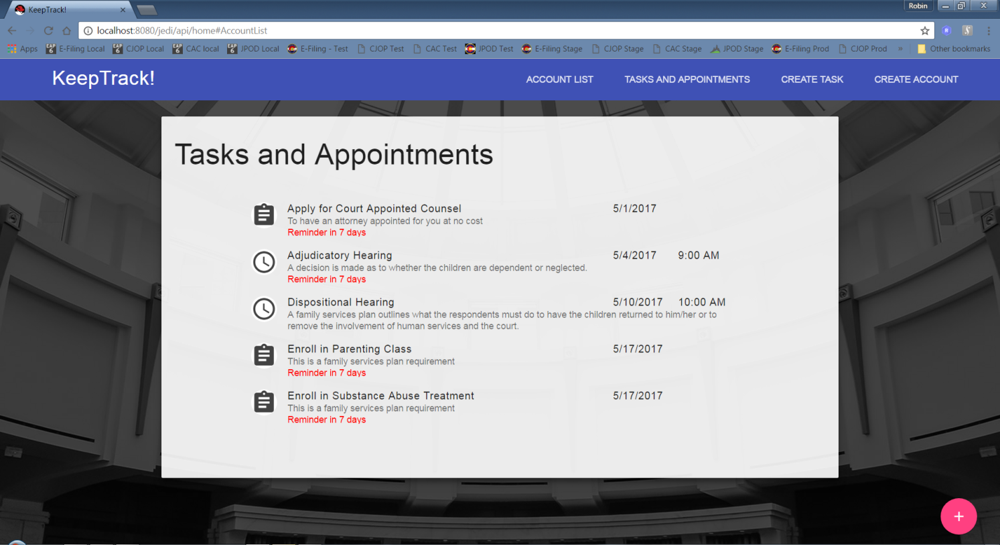 KeepTrack!
Robin
localhost:8080/jedi/api/home#AccountList
Apps E-Filing Local CJOP Local CAC local JPOD Local E-Filing - Test CJOP Test CAC Test JPOD Test E-Filing Stage CJOP Stage CAC Stage JPOD Stage E-Filing Prod CJOP Prod » Other bookmarks
KeepTrack! ACCOUNT LIST TASKS AND APPOINTMENTS CREATE TASK CREATE ACCOUNT
Tasks and Appointments
Apply for Court Appointed Counsel 5/1/2017
To have an attorney appointed for you at no cost
Reminder in 7 days
Adjudicatory Hearing 5/4/2017 9:00 AM
A decision is made as to whether the children are dependent or neglected.
Reminder in 7 days
Dispositional Hearing 5/10/2017 10:00 AM
A family services plan outlines what the respondents must do to have the children returned to him/her or to
remove the involvement of human services and the court.
Enroll in Parenting Class 5/17/2017
This is a family services plan requirement
Reminder in 7 days
Enroll in Substance Abuse Treatment 5/17/2017
This is a family services plan requirement
Reminder in 7 days
+